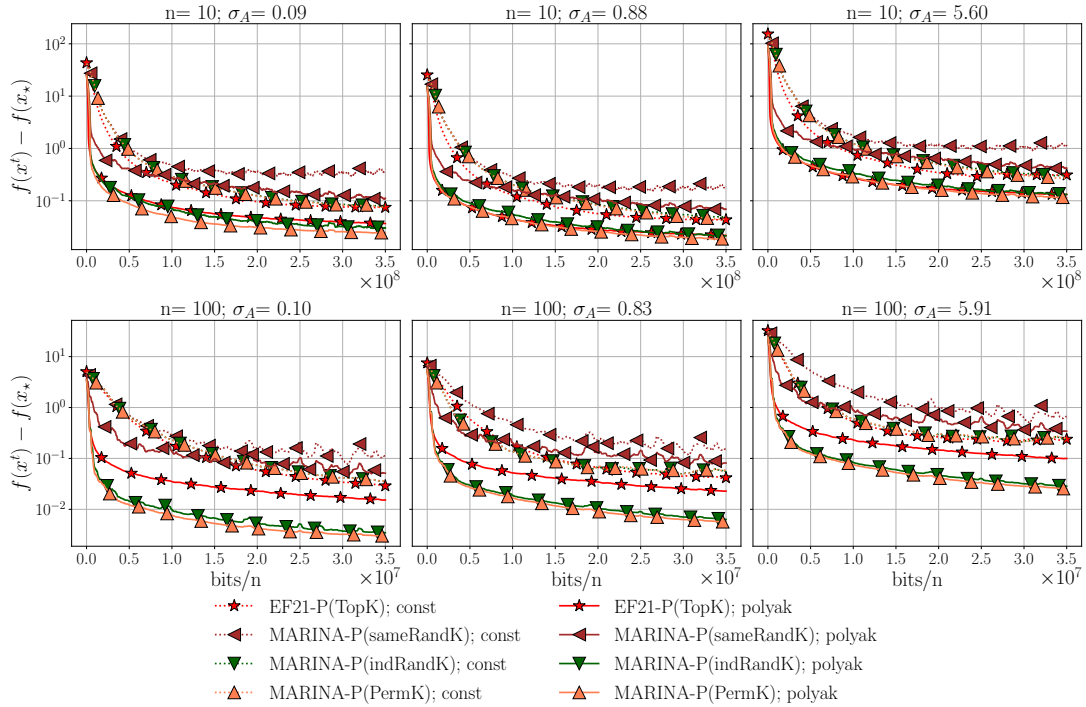 n= 10; σ_A= 0.09
n= 10; σ_A= 0.88
n= 10; σ_A= 5.60
f(x^t) − f(x_⋆)
10^2
10^1
10^0
10^−1
0.0 0.5 1.0 1.5 2.0 2.5 3.0 3.5
×10^8
0.0 0.5 1.0 1.5 2.0 2.5 3.0 3.5
×10^8
0.0 0.5 1.0 1.5 2.0 2.5 3.0 3.5
×10^8
n= 100; σ_A= 0.10
n= 100; σ_A= 0.83
n= 100; σ_A= 5.91
f(x^t) − f(x_⋆)
10^1
10^0
10^−1
10^−2
0.0 0.5 1.0 1.5 2.0 2.5 3.0 3.5
bits/n
×10^7
0.0 0.5 1.0 1.5 2.0 2.5 3.0 3.5
bits/n
×10^7
0.0 0.5 1.0 1.5 2.0 2.5 3.0 3.5
bits/n
×10^7
EF21-P(TopK); const
MARINA-P(sameRandK); const
MARINA-P(indRandK); const
MARINA-P(PermK); const
EF21-P(TopK); polyak
MARINA-P(sameRandK); polyak
MARINA-P(indRandK); polyak
MARINA-P(PermK); polyak